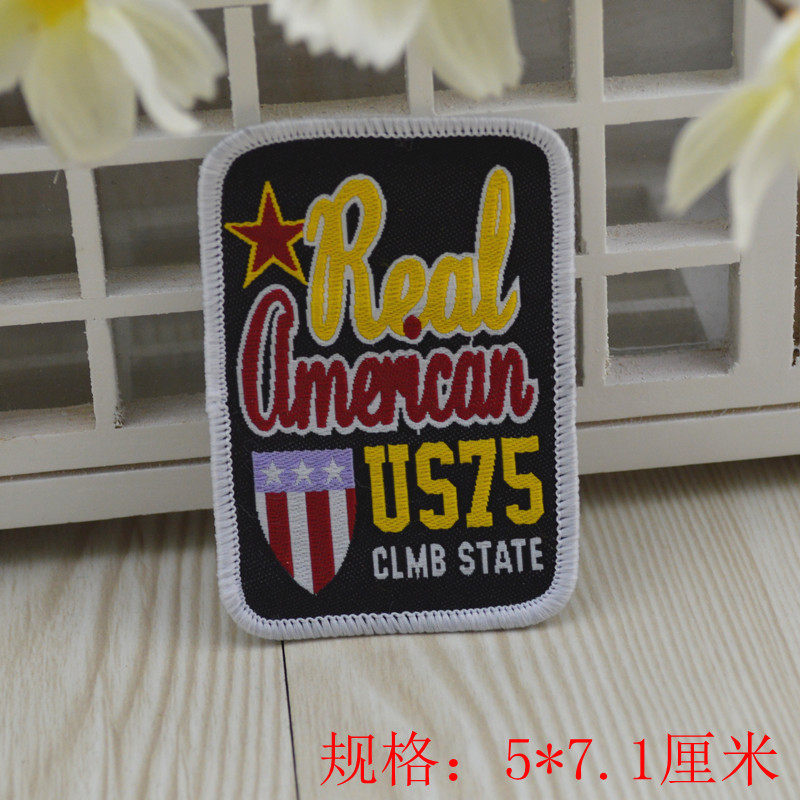 Real
American
US75
CLMB STATE
规格：5*7.1厘米